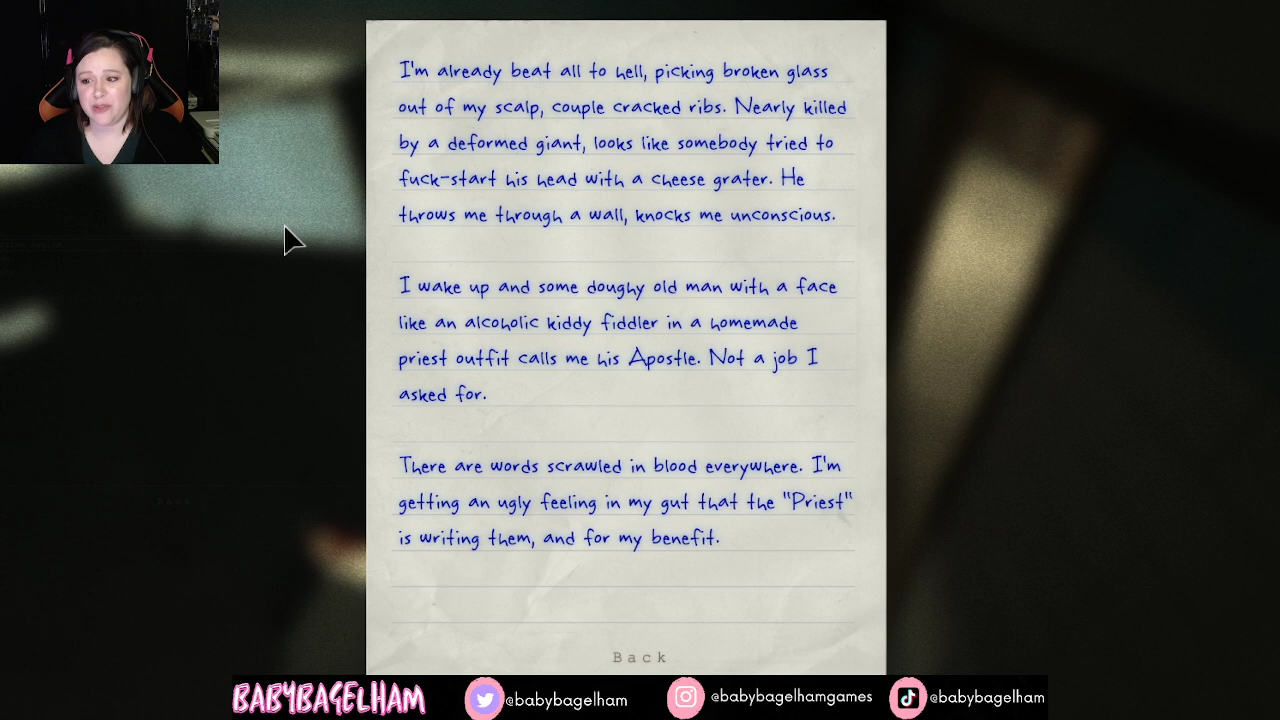 I'm already beat all to hell, picking broken glass
out of my scalp, couple cracked ribs. Nearly killed
by a deformed giant, looks like somebody tried to
fuck-start his head with a cheese grater. He
throws me through a wall, knocks me unconscious.
I wake up and some doughy old man with a face
like an alcoholic kiddy fiddler in a homemade
priest outfit calls me his Apostle. Not a job I
asked for.
There are words scrawled in blood everywhere. I'm
getting an ugly feeling in my gut that the "Priest"
is writing them, and for my benefit.
Back
BABYBAGELHAM @babybagelham @babybagelhamgames @babybagelham